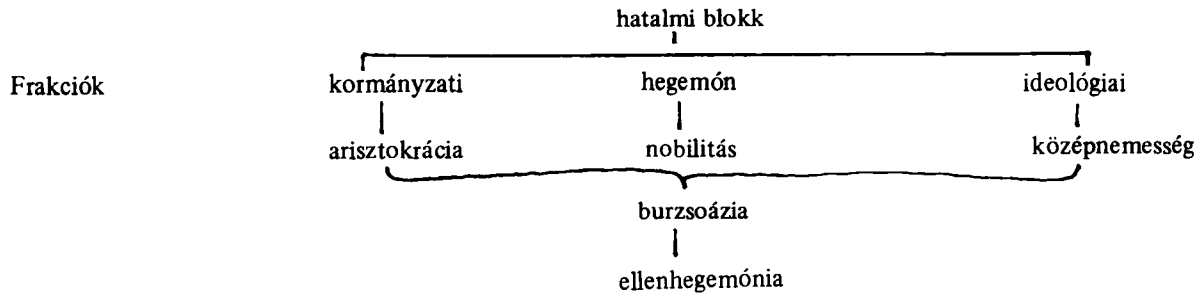 hatalmi blokk
Frakciók kormányzati hegemón ideológiai
arisztokrácia nobilitás középnemesség
burzsoázia
ellenhegemónia